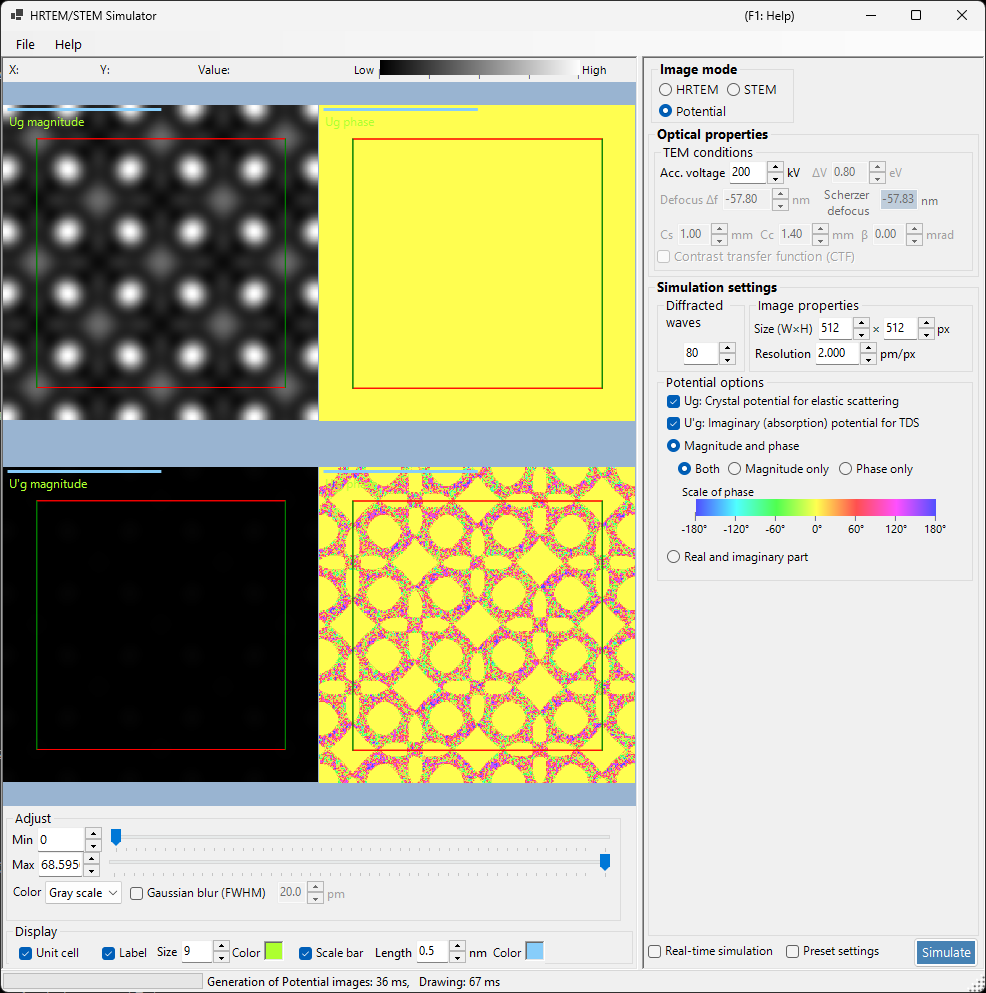 HRTEM/STEM Simulator (F1: Help)
File Help
X: Y: Value: Low High
Ug magnitude
Ug phase
U'g magnitude
Adjust
Min 0
Max 68.595
Color Gray scale Gaussian blur (FWHM) 20.0 pm
Display
Unit cell Label Size 9 Color Scale bar Length 0.5 nm Color
Generation of Potential images: 36 ms, Drawing: 67 ms
Image mode
HRTEM STEM
Potential
Optical properties
TEM conditions
Acc. voltage 200 kV ΔV 0.80 eV
Defocus Δf -57.80 nm Scherzer defocus -57.83 nm
Cs 1.00 mm Cc 1.40 mm β 0.00 mrad
Contrast transfer function (CTF)
Simulation settings
Diffracted waves
80
Image properties
Size (W×H) 512 × 512 px
Resolution 2.000 pm/px
Potential options
Ug: Crystal potential for elastic scattering
U'g: Imaginary (absorption) potential for TDS
Magnitude and phase
Both Magnitude only Phase only
Scale of phase
-180° -120° -60° 0° 60° 120° 180°
Real and imaginary part
Real-time simulation Preset settings Simulate